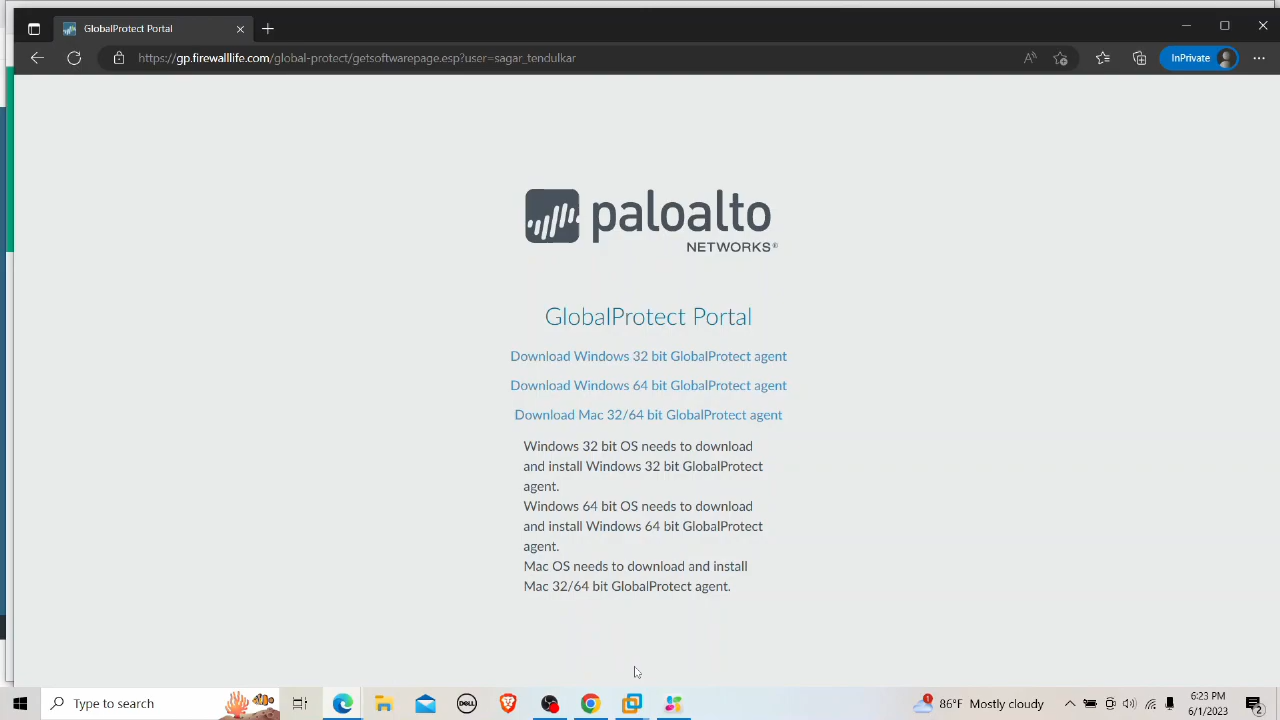 GlobalProtect Portal
https://gp.firewalllife.com/global-protect/getsoftwarepage.esp?user=sagar_tendulkar
InPrivate
paloalto
NETWORKS®
GlobalProtect Portal
Download Windows 32 bit GlobalProtect agent
Download Windows 64 bit GlobalProtect agent
Download Mac 32/64 bit GlobalProtect agent
Windows 32 bit OS needs to download
and install Windows 32 bit GlobalProtect
agent.
Windows 64 bit OS needs to download
and install Windows 64 bit GlobalProtect
agent.
Mac OS needs to download and install
Mac 32/64 bit GlobalProtect agent.
Type to search
DELL
1
86°F Mostly cloudy
6:23 PM
6/1/2023
2